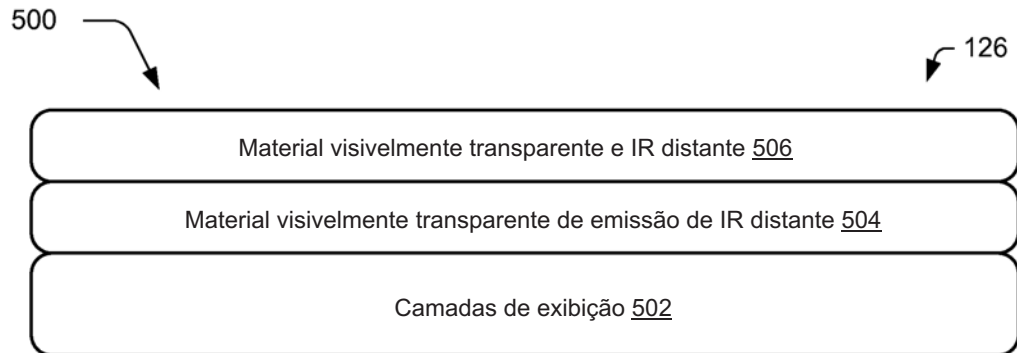 500
126
Material visivelmente transparente e IR distante 506
Material visivelmente transparente de emissão de IR distante 504
Camadas de exibição 502